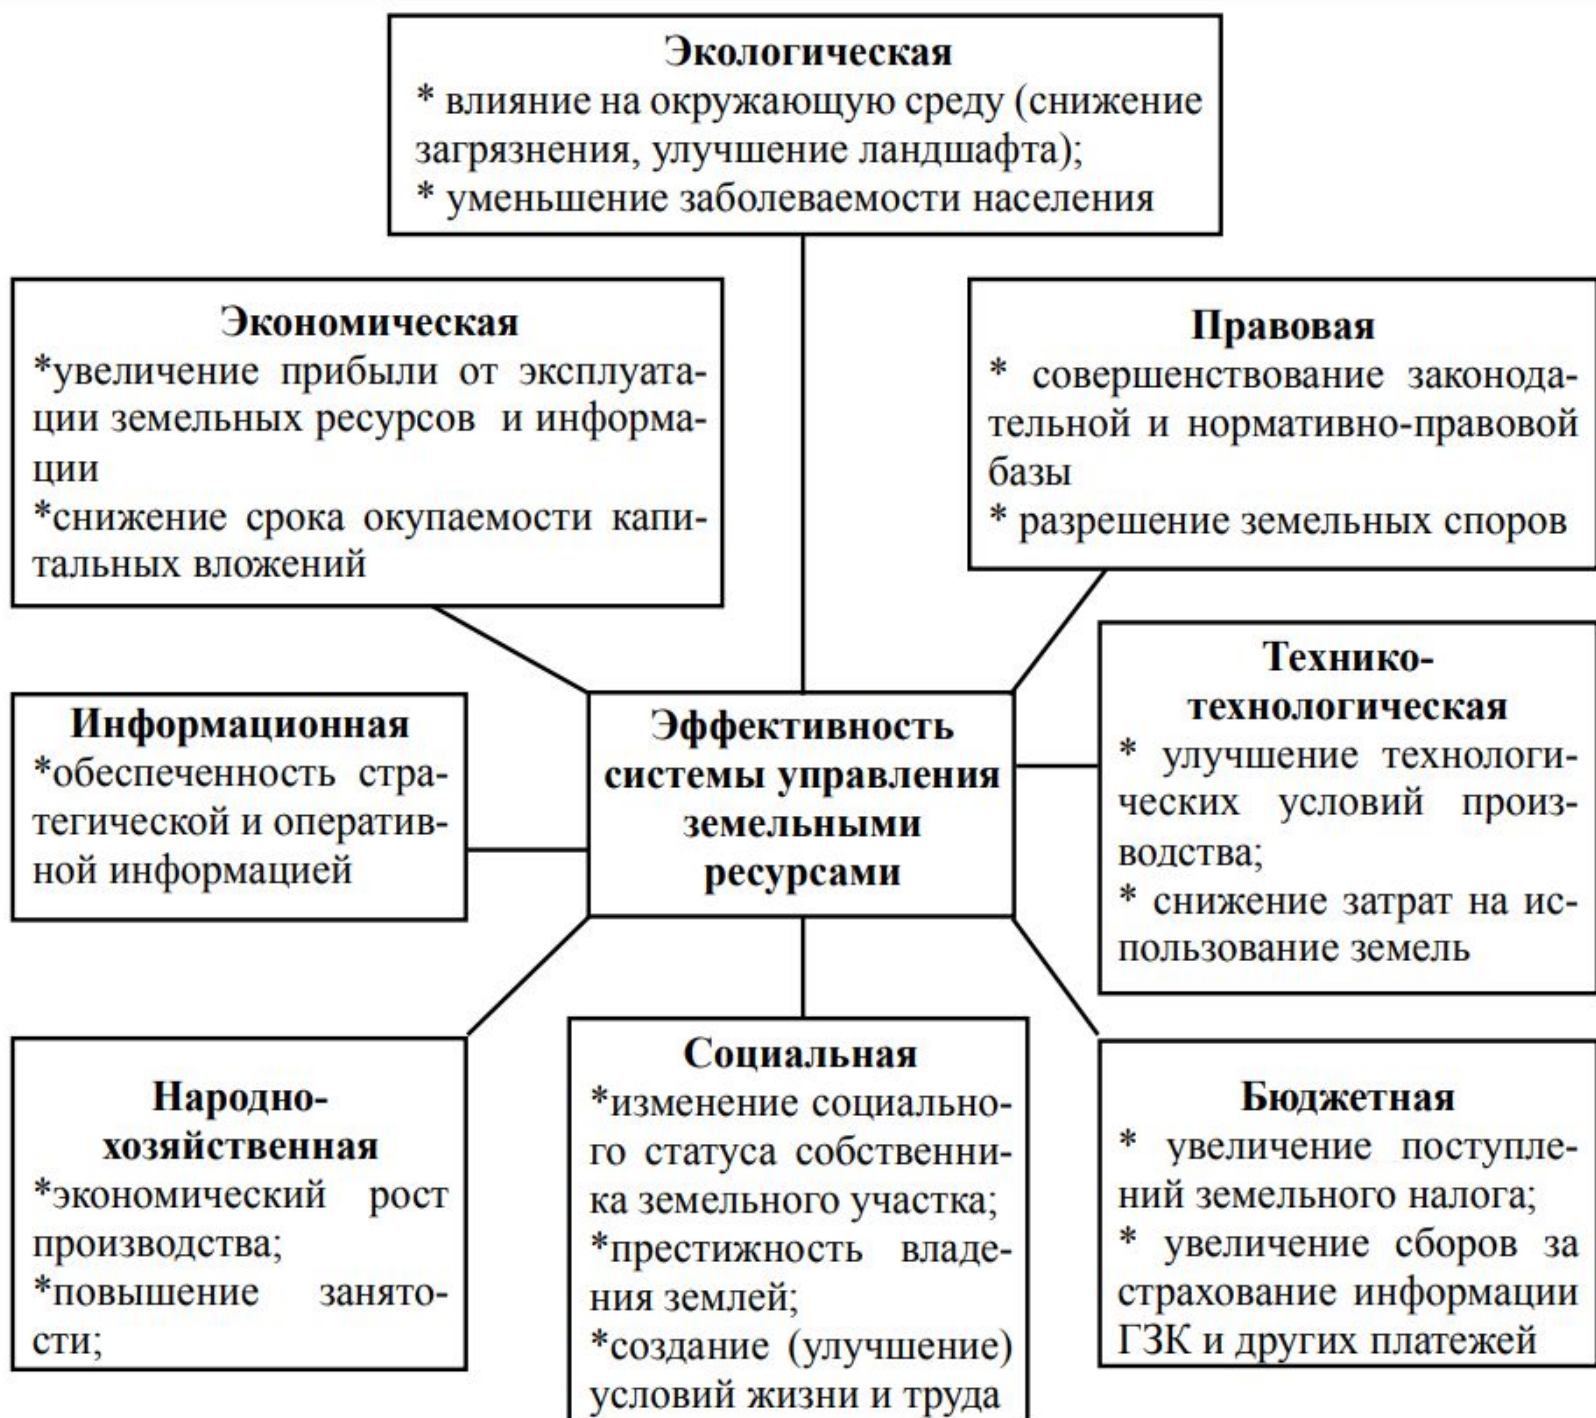 Экологическая
* влияние на окружающую среду (снижение
загрязнения, улучшение ландшафта);
* уменьшение заболеваемости населения
Экономическая
*увеличение прибыли от эксплуата-
ции земельных ресурсов и информа-
ции
*снижение срока окупаемости капи-
тальных вложений
Правовая
* совершенствование законода-
тельной и нормативно-правовой
базы
* разрешение земельных споров
Информационная
*обеспеченность стра-
тегической и оператив-
ной информацией
Эффективность
системы управления
земельными
ресурсами
Технико-
технологическая
* улучшение технологи-
ческих условий произ-
водства;
* снижение затрат на ис-
пользование земель
Народно-
хозяйственная
*экономический рост
производства;
*повышение занято-
сти;
Социальная
*изменение социально-
го статуса собственни-
ка земельного участка;
*престижность владе-
ния землей;
*создание (улучшение)
условий жизни и труда
Бюджетная
* увеличение поступле-
ний земельного налога;
* увеличение сборов за
страхование информации
ГЗК и других платежей